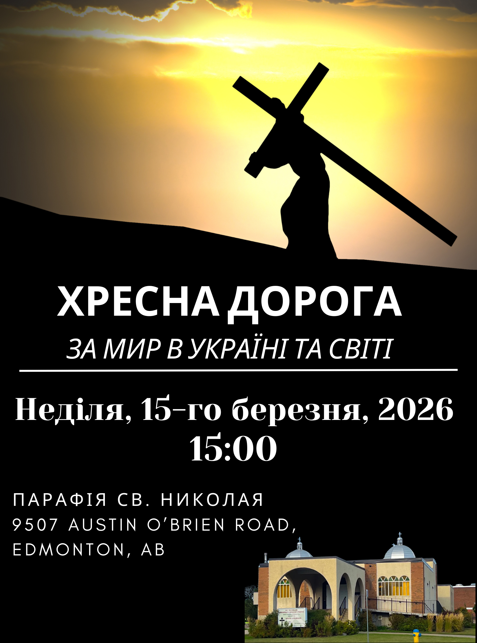 ХРЕСНА ДОРОГА
ЗА МИР В УКРАЇНІ ТА СВІТІ
Неділя, 15-го березня, 2026
15:00
ПАРАФІЯ СВ. НИКОЛАЯ
9507 AUSTIN O'BRIEN ROAD,
EDMONTON, AB